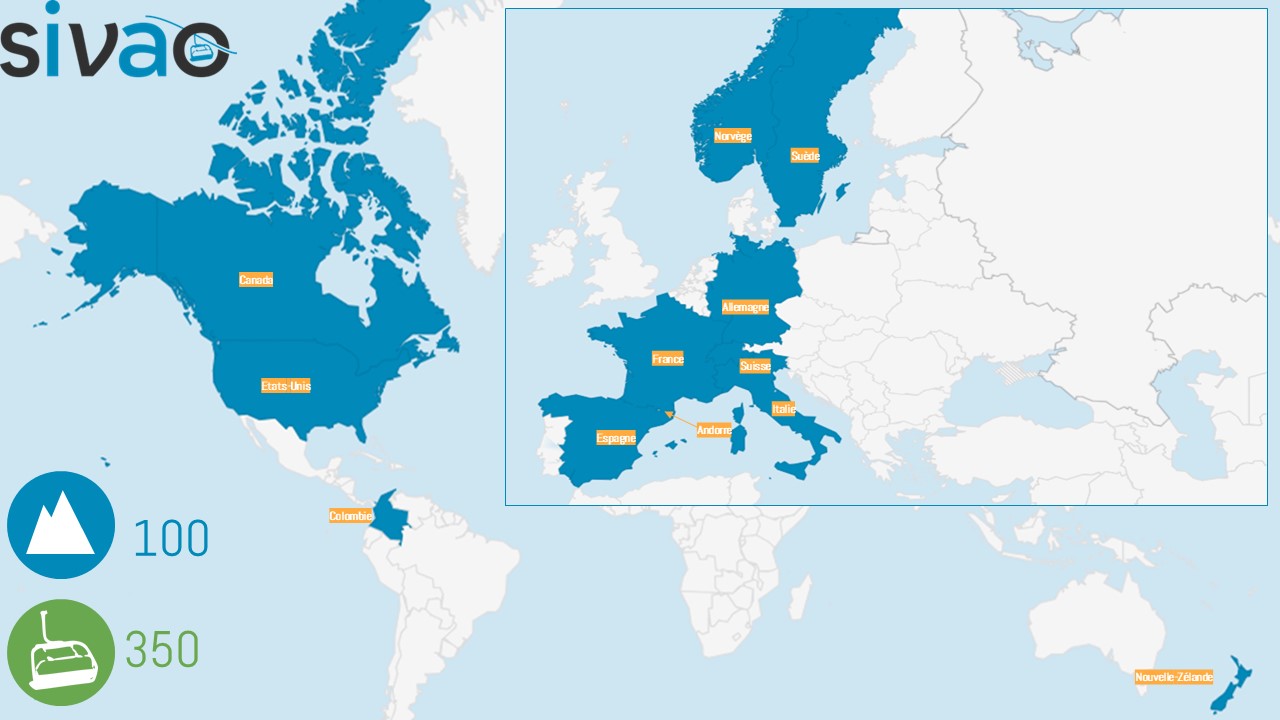 sivao
Norvège
Suède
Canada
Allemagne
France
Suisse
Etats-Unis
Italie
Andorre
Espagne
Colombie
100
350
Nouvelle-Zélande